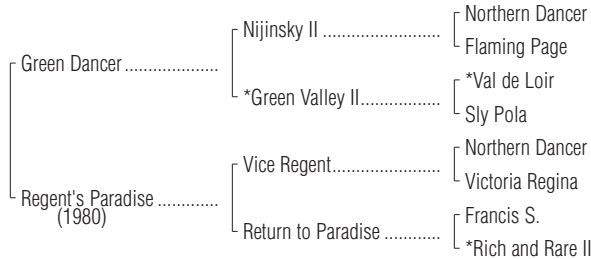 Northern Dancer
Nijinsky II ........................
Flaming Page
Green Dancer ....................
*Val de Loir
*Green Valley II.................
Sly Pola
Northern Dancer
Vice Regent.......................
Victoria Regina
Regent's Paradise .............
(1980)
Francis S.
Return to Paradise ............
*Rich and Rare II